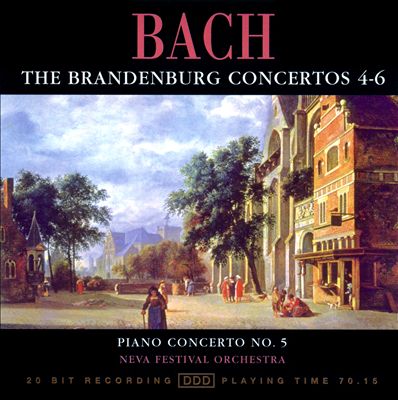 BACH
THE BRANDENBURG CONCERTOS 4-6
PIANO CONCERTO NO. 5
NEVA FESTIVAL ORCHESTRA
20 BIT RECORDING DDD PLAYING TIME 70.15